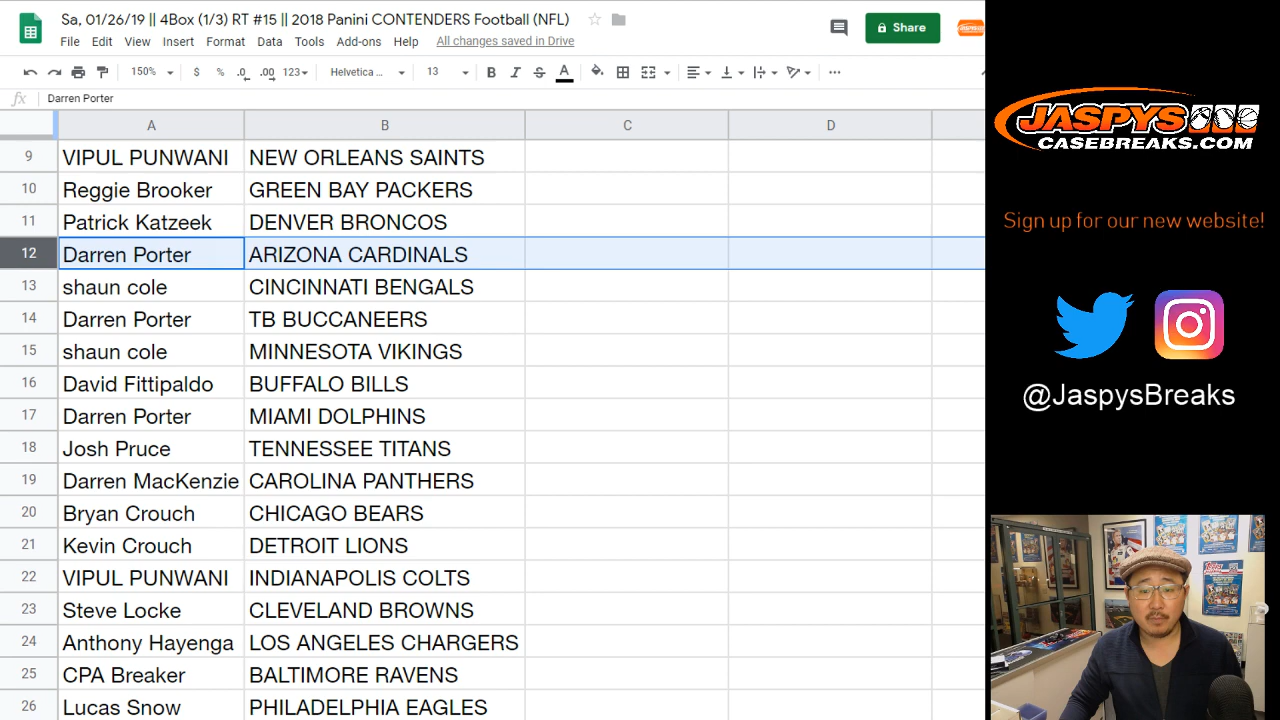 Sa, 01/26/19 || 4Box (1/3) RT #15 || 2018 Panini CONTENDERS Football (NFL)
File Edit View Insert Format Data Tools Add-ons Help All changes saved in Drive
Share
150% $ % .0 .00 123 Helvetica ... 13 B I S A
fx Darren Porter
A B C D
9 VIPUL PUNWANI NEW ORLEANS SAINTS
10 Reggie Brooker GREEN BAY PACKERS
11 Patrick Katzeek DENVER BRONCOS
12 Darren Porter ARIZONA CARDINALS
13 shaun cole CINCINNATI BENGALS
14 Darren Porter TB BUCCANEERS
15 shaun cole MINNESOTA VIKINGS
16 David Fittipaldo BUFFALO BILLS
17 Darren Porter MIAMI DOLPHINS
18 Josh Pruce TENNESSEE TITANS
19 Darren MacKenzie CAROLINA PANTHERS
20 Bryan Crouch CHICAGO BEARS
21 Kevin Crouch DETROIT LIONS
22 VIPUL PUNWANI INDIANAPOLIS COLTS
23 Steve Locke CLEVELAND BROWNS
24 Anthony Hayenga LOS ANGELES CHARGERS
25 CPA Breaker BALTIMORE RAVENS
26 Lucas Snow PHILADELPHIA EAGLES
JASPYS
CASEBREAKS.COM
Sign up for our new website!
@JaspysBreaks